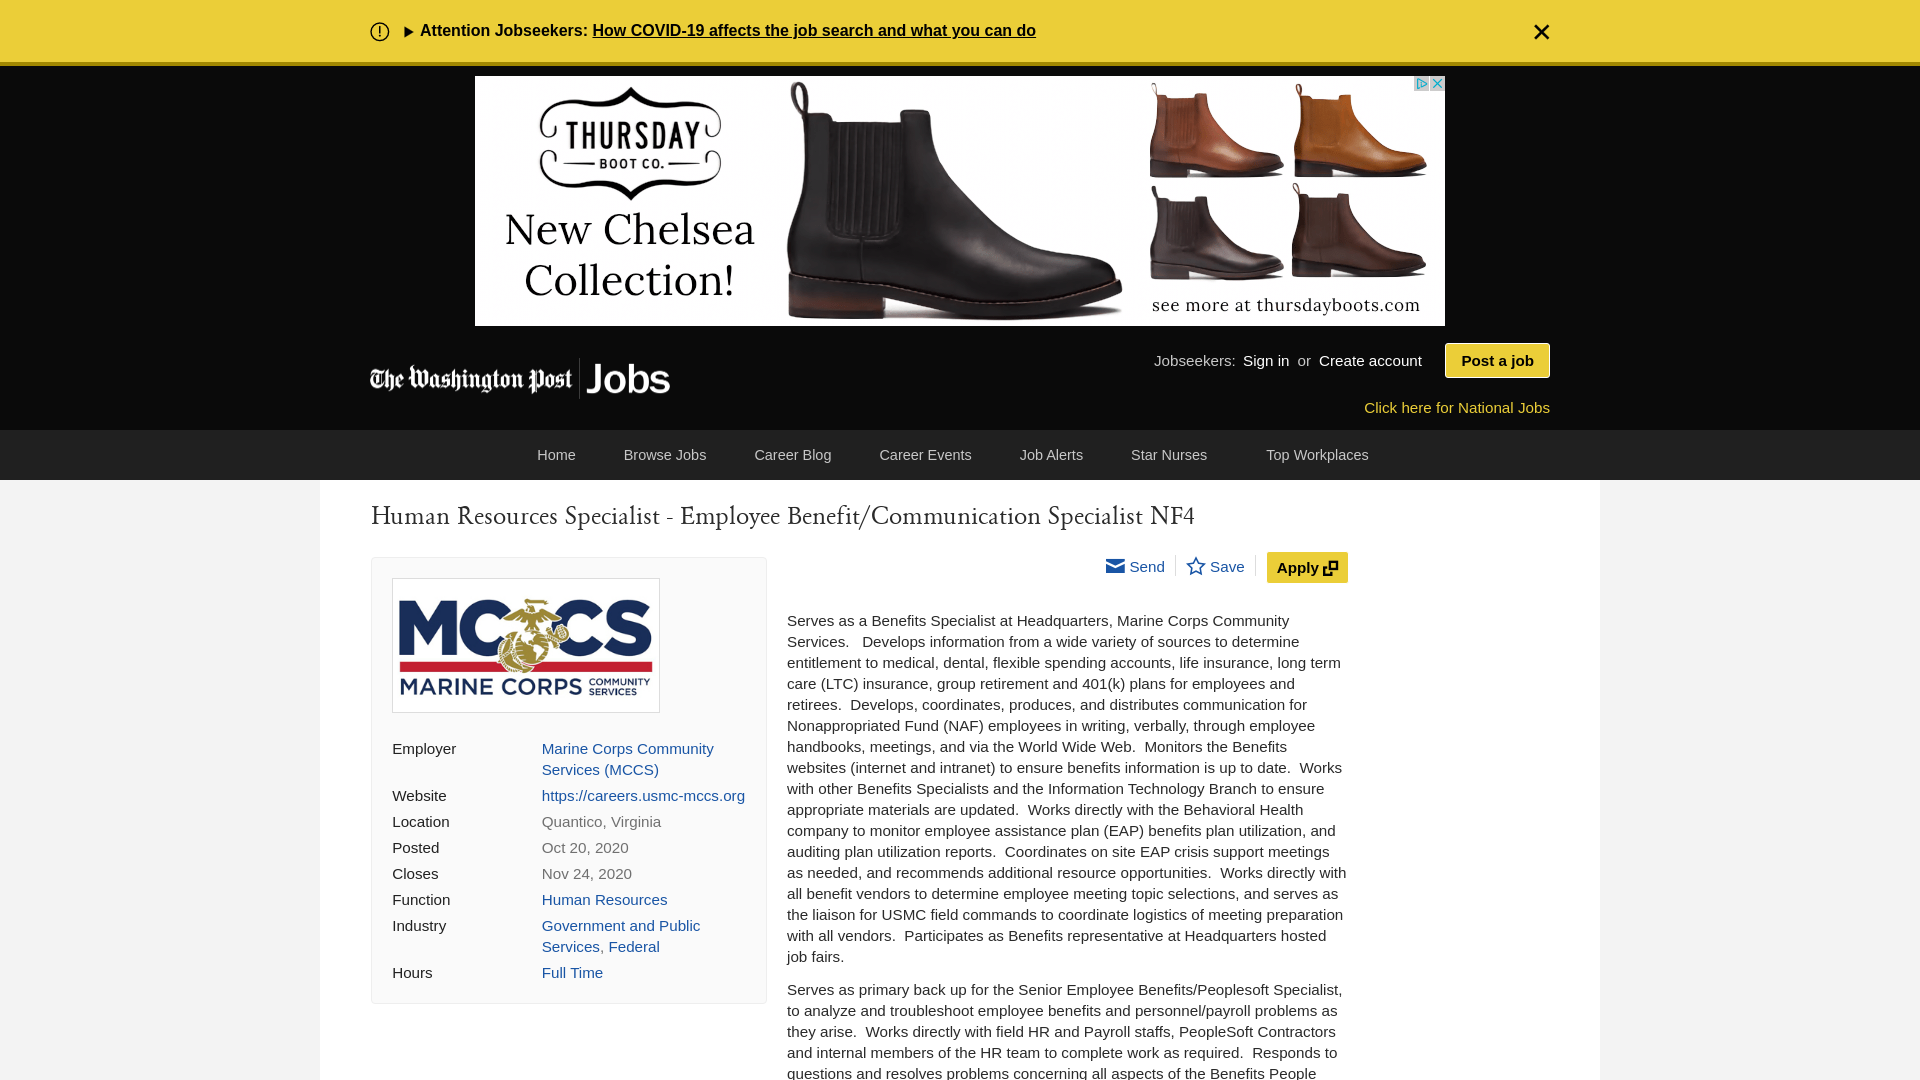 Attention Jobseekers: How COVID-19 affects the job search and what you can do
THURSDAY
BOOT CO.
New Chelsea
Collection!
see more at thursdayboots.com
The Washington Post Jobs
Jobseekers: Sign in or Create account
Post a job
Click here for National Jobs
Home Browse Jobs Career Blog Career Events Job Alerts Star Nurses Top Workplaces
Human Resources Specialist - Employee Benefit/Communication Specialist NF4
MCCS
MARINE CORPS COMMUNITY SERVICES
Employer Marine Corps Community
Services (MCCS)
Website https://careers.usmc-mccs.org
Location Quantico, Virginia
Posted Oct 20, 2020
Closes Nov 24, 2020
Function Human Resources
Industry Government and Public
Services, Federal
Hours Full Time
Send Save Apply
Serves as a Benefits Specialist at Headquarters, Marine Corps Community
Services.   Develops information from a wide variety of sources to determine
entitlement to medical, dental, flexible spending accounts, life insurance, long term
care (LTC) insurance, group retirement and 401(k) plans for employees and
retirees.  Develops, coordinates, produces, and distributes communication for
Nonappropriated Fund (NAF) employees in writing, verbally, through employee
handbooks, meetings, and via the World Wide Web.  Monitors the Benefits
websites (internet and intranet) to ensure benefits information is up to date.  Works
with other Benefits Specialists and the Information Technology Branch to ensure
appropriate materials are updated.  Works directly with the Behavioral Health
company to monitor employee assistance plan (EAP) benefits plan utilization, and
auditing plan utilization reports.  Coordinates on site EAP crisis support meetings
as needed, and recommends additional resource opportunities.  Works directly with
all benefit vendors to determine employee meeting topic selections, and serves as
the liaison for USMC field commands to coordinate logistics of meeting preparation
with all vendors.  Participates as Benefits representative at Headquarters hosted
job fairs.
Serves as primary back up for the Senior Employee Benefits/Peoplesoft Specialist,
to analyze and troubleshoot employee benefits and personnel/payroll problems as
they arise.  Works directly with field HR and Payroll staffs, PeopleSoft Contractors
and internal members of the HR team to complete work as required.  Responds to
questions and resolves problems concerning all aspects of the Benefits People